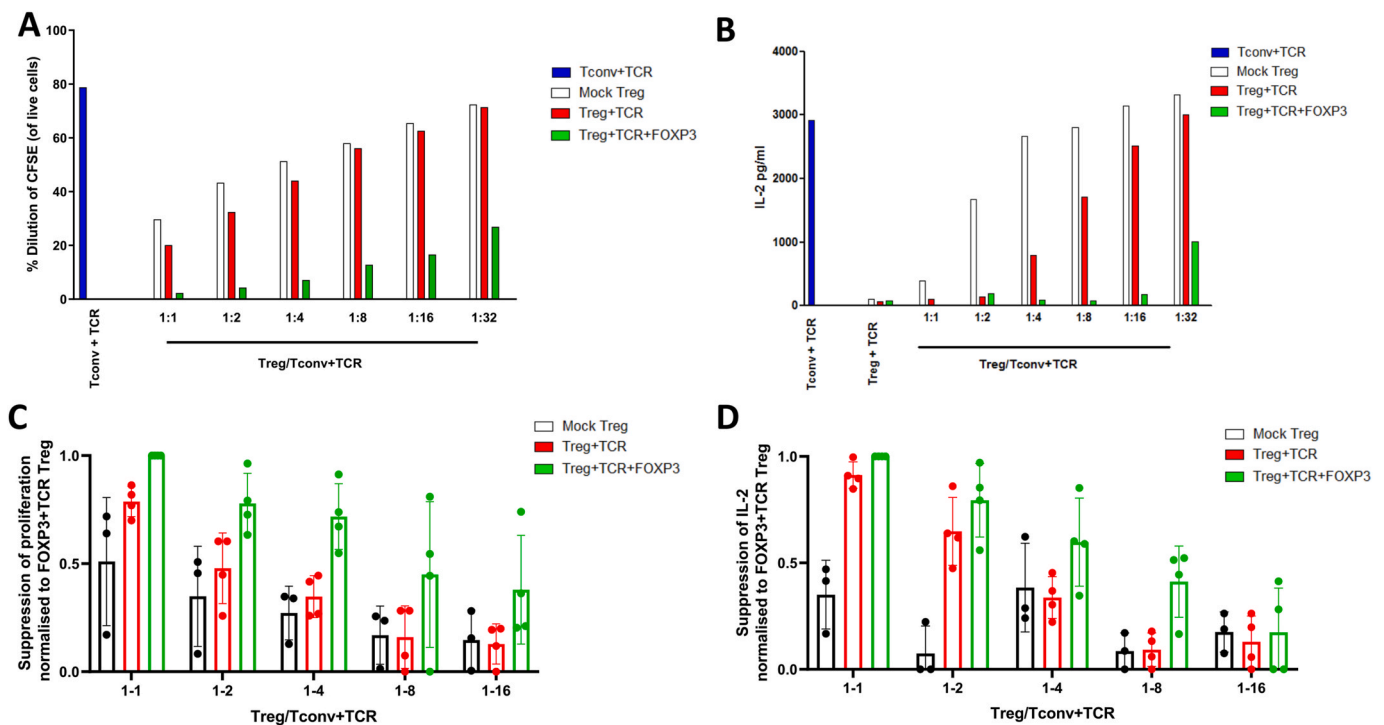 A
% Dilution of CFSE (of live cells)
100
80
60
40
20
0
Tconv + TCR
1:1
1:2
1:4
1:8
1:16
1:32
Treg/Tconv+TCR
Tconv+TCR
Mock Treg
Treg+TCR
Treg+TCR+FOXP3
B
IL-2 pg/ml
4000
3000
2000
1000
0
Tconv + TCR
Treg + TCR
1:1
1:2
1:4
1:8
1:16
1:32
Treg/Tconv+TCR
Tconv+TCR
Mock Treg
Treg+TCR
Treg+TCR+FOXP3
C
Suppression of proliferation
normalised to FOXP3+TCR Treg
1.0
0.5
0.0
1-1
1-2
1-4
1-8
1-16
Treg/Tconv+TCR
Mock Treg
Treg+TCR
Treg+TCR+FOXP3
D
Suppression of IL-2
normalised to FOXP3+TCR Treg
1.0
0.5
0.0
1-1
1-2
1-4
1-8
1-16
Treg/Tconv+TCR
Mock Treg
Treg+TCR
Treg+TCR+FOXP3